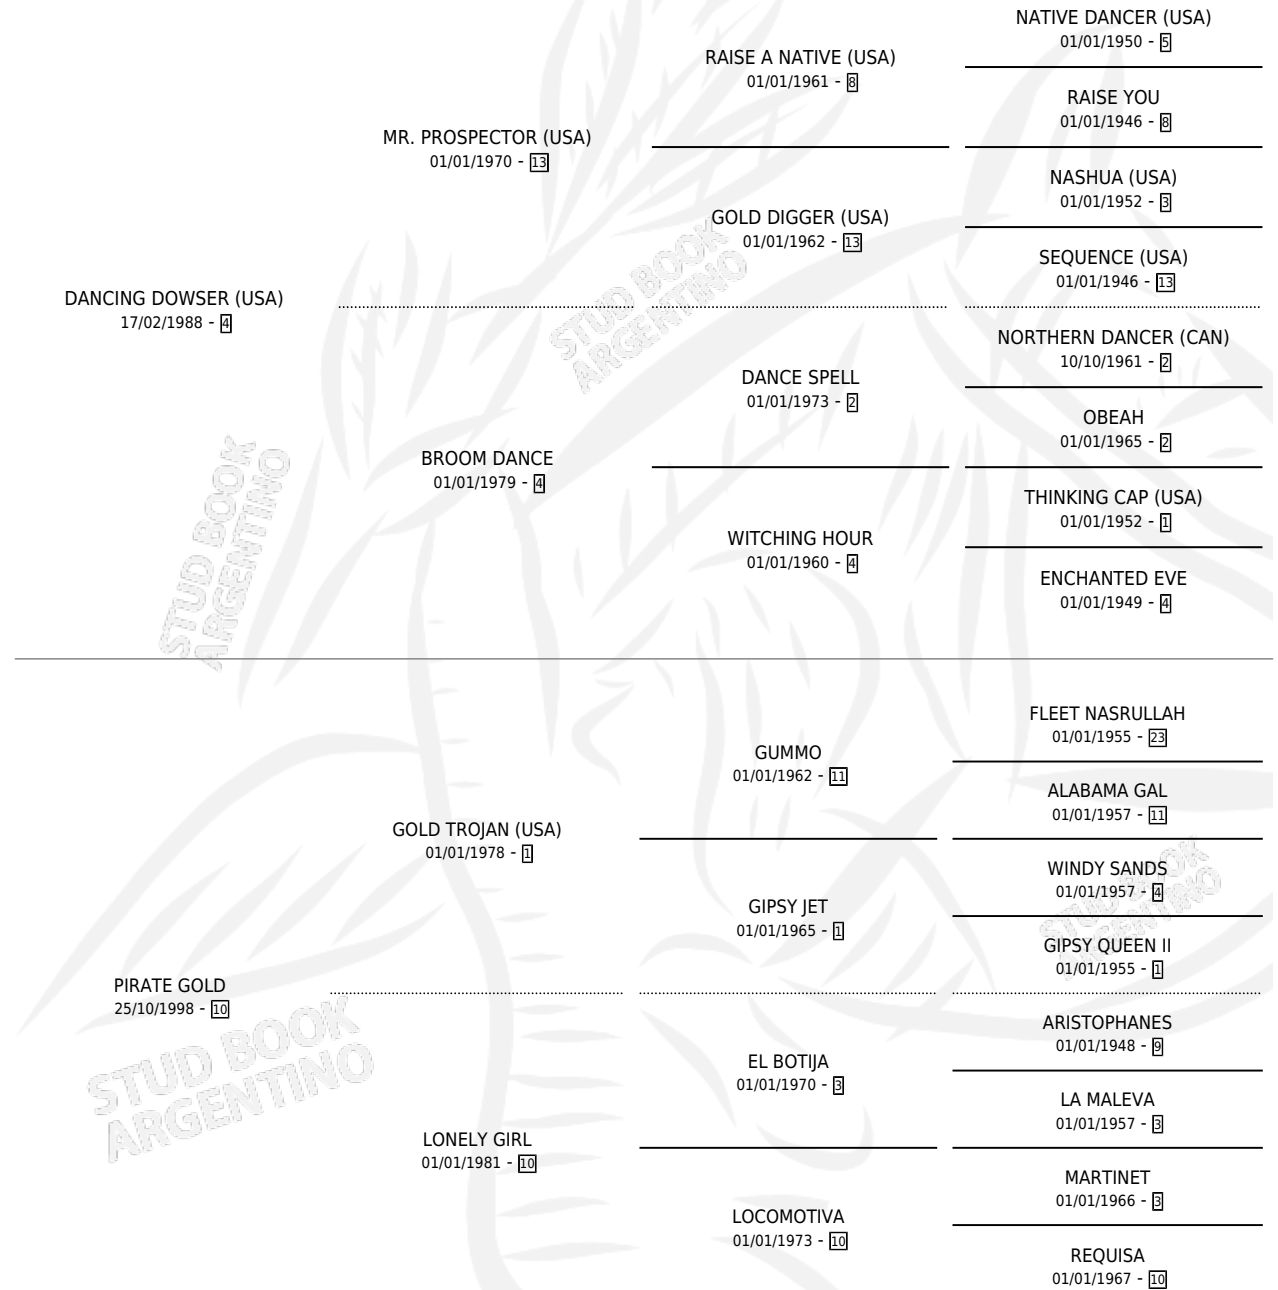 NATIVE DANCER (USA)
01/01/1950 - 5
RAISE A NATIVE (USA)
01/01/1961 - 8
RAISE YOU
01/01/1946 - 8
MR. PROSPECTOR (USA)
01/01/1970 - 13
NASHUA (USA)
01/01/1952 - 3
GOLD DIGGER (USA)
01/01/1962 - 13
SEQUENCE (USA)
01/01/1946 - 13
DANCING DOWSER (USA)
17/02/1988 - 4
NORTHERN DANCER (CAN)
10/10/1961 - 2
DANCE SPELL
01/01/1973 - 2
OBEAH
01/01/1965 - 2
BROOM DANCE
01/01/1979 - 4
THINKING CAP (USA)
01/01/1952 - 1
WITCHING HOUR
01/01/1960 - 4
ENCHANTED EVE
01/01/1949 - 4
STUD BOOK
ARGENTINO
STUD BOOK
ARGENTINO
FLEET NASRULLAH
01/01/1955 - 23
GUMMO
01/01/1962 - 11
ALABAMA GAL
01/01/1957 - 11
GOLD TROJAN (USA)
01/01/1978 - 1
WINDY SANDS
01/01/1957 - 4
GIPSY JET
01/01/1965 - 1
GIPSY QUEEN II
01/01/1955 - 1
STUD BOOK
ARGENTINO
PIRATE GOLD
25/10/1998 - 10
ARISTOPHANES
01/01/1948 - 9
EL BOTIJA
01/01/1970 - 3
LA MALEVA
01/01/1957 - 3
LONELY GIRL
01/01/1981 - 10
MARTINET
01/01/1966 - 3
LOCOMOTIVA
01/01/1973 - 10
REQUISA
01/01/1967 - 10
STUD BOOK
ARGENTINO